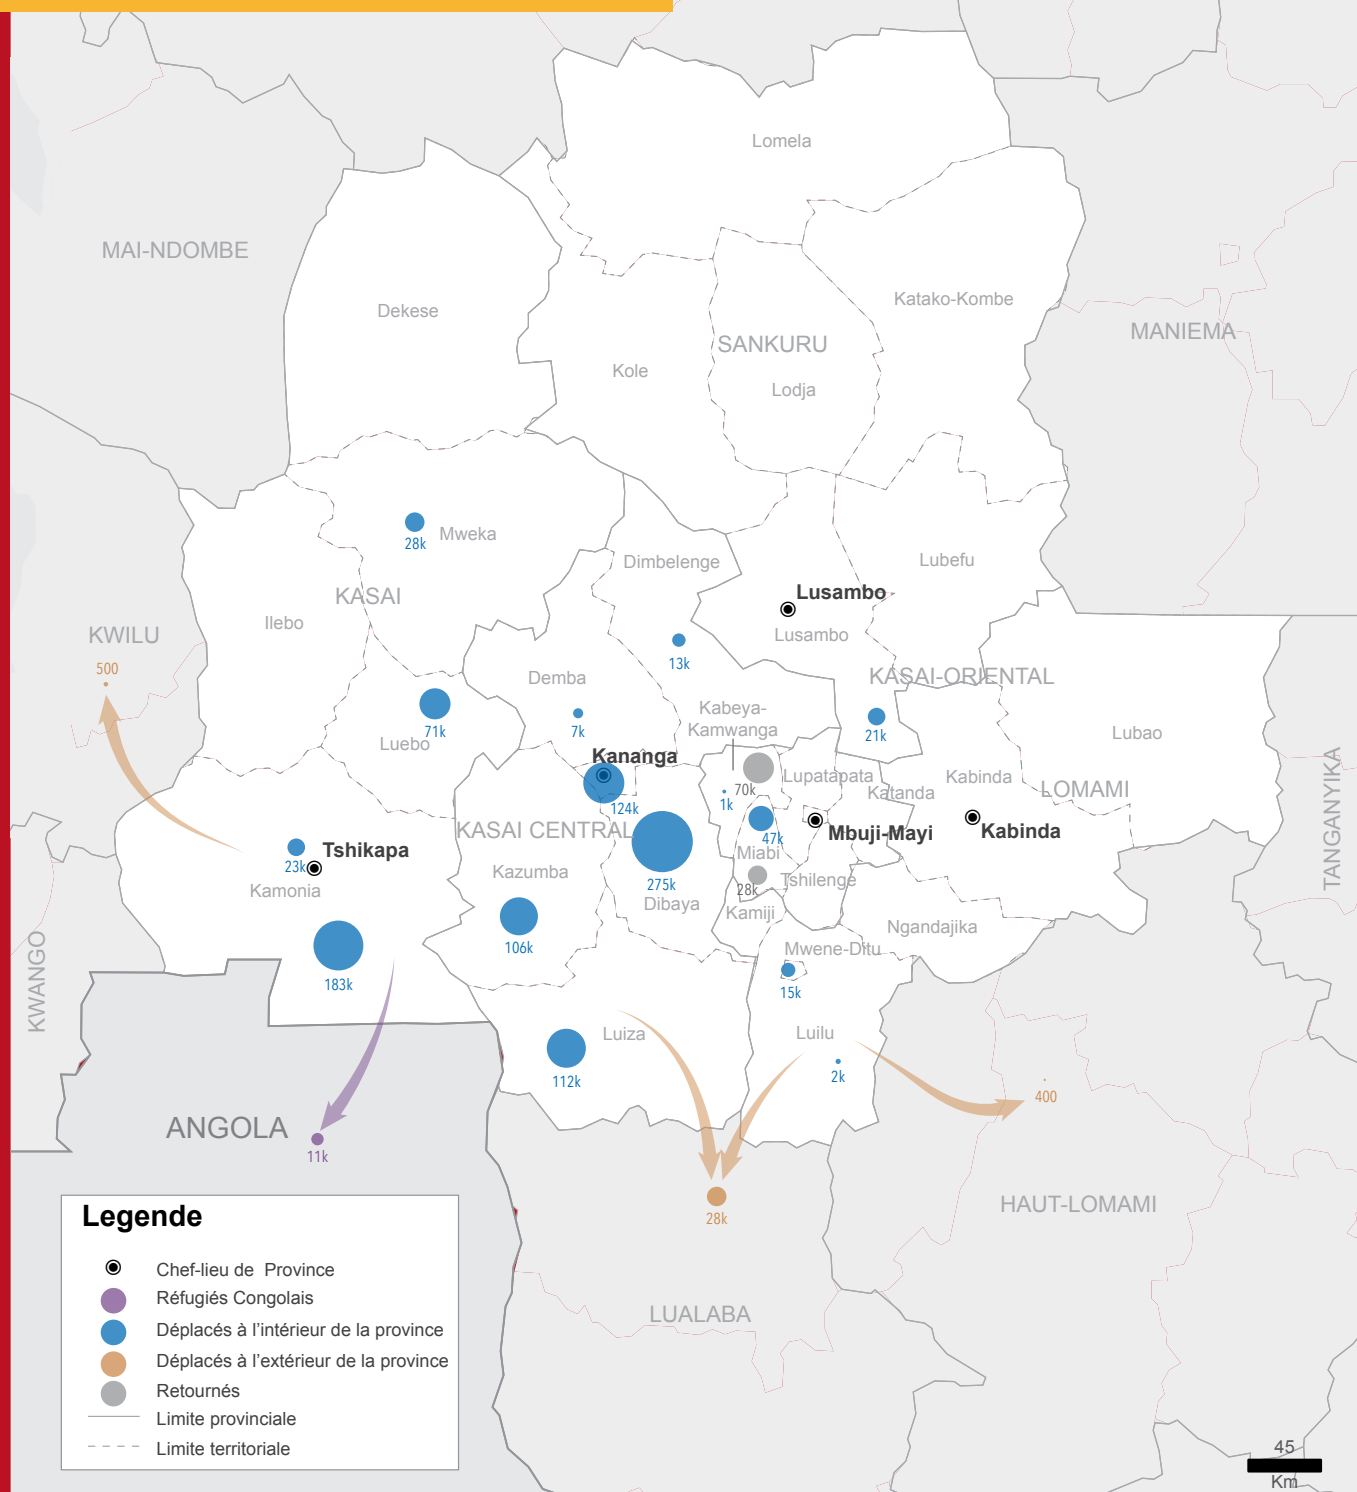 Lomela
MAI-NDOMBE
Dekese
Katako-Kombe
MANIEMA
SANKURU
Kole
Lodja
Mweka
28k
Dimbelenge
Lubefu
KASAI
Lusambo
Ilebo
Lusambo
KWILU
500
13k
Demba
KASAI-ORIENTAL
Kabeya-
Kamwanga
71k
7k
21k
Luebo
Lubao
Kananga
Lupatapata
Kabinda
70k
1k
Katanda
LOMAMI
TANGANYIKA
124k
KASAI CENTRAL
47k
Mbuji-Mayi
Kabinda
Tshikapa
23k
Miabi
Kazumba
275k
Tshilenge
Kamonia
28k
Dibaya
Kamiji
Ngandajika
106k
Mwene-Ditu
KWANGO
183k
15k
Luiza
Luilu
112k
2k
400
ANGOLA
11k
28k
HAUT-LOMAMI
LUALABA
Legende
Chef-lieu de Province
Réfugiés Congolais
Déplacés à l'intérieur de la province
Déplacés à l'extérieur de la province
Retournés
Limite provinciale
Limite territoriale
45
Km